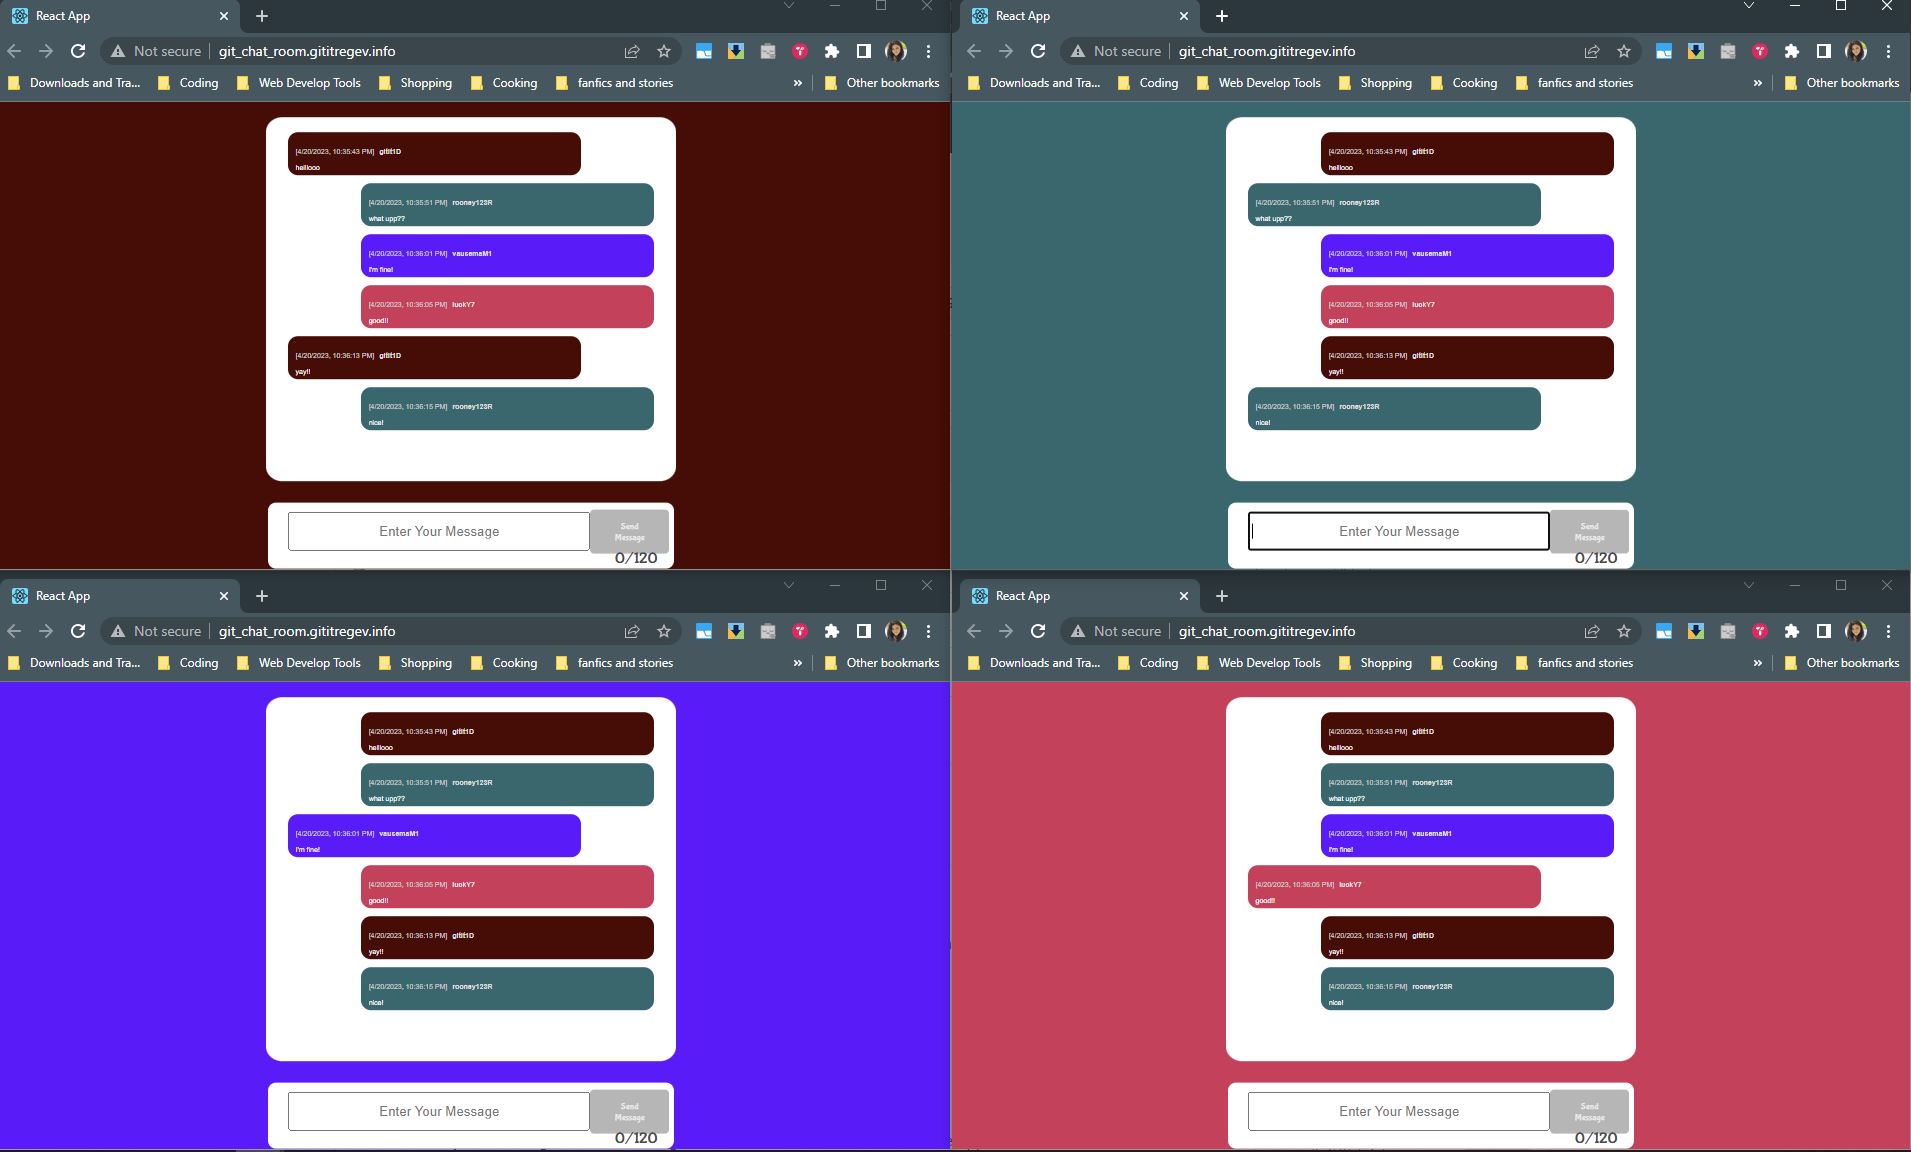 React App
Not secure git_chat_room.gititregev.info
Downloads and Tra... Coding Web Develop Tools Shopping Cooking fanfics and stories » Other bookmarks
[4/20/2023, 10:35:43 PM]
helllooo
[4/20/2023, 10:35:51 PM] rooney123R
what upp??
[4/20/2023, 10:36:01 PM] vausemaM1
I'm fine!
[4/20/2023, 10:36:05 PM] luckY7
good!!
[4/20/2023, 10:36:13 PM]
yay!!
[4/20/2023, 10:36:15 PM] rooney123R
nice!
Enter Your Message
Send
Message
0/120
React App
Not secure git_chat_room.gititregev.info
Downloads and Tra... Coding Web Develop Tools Shopping Cooking fanfics and stories » Other bookmarks
[4/20/2023, 10:35:43 PM]
helllooo
[4/20/2023, 10:35:51 PM] rooney123R
what upp??
[4/20/2023, 10:36:01 PM] vausemaM1
I'm fine!
[4/20/2023, 10:36:05 PM] luckY7
good!!
[4/20/2023, 10:36:13 PM]
yay!!
[4/20/2023, 10:36:15 PM] rooney123R
nice!
Enter Your Message
Send
Message
0/120
React App
Not secure git_chat_room.gititregev.info
Downloads and Tra... Coding Web Develop Tools Shopping Cooking fanfics and stories » Other bookmarks
[4/20/2023, 10:35:43 PM]
helllooo
[4/20/2023, 10:35:51 PM] rooney123R
what upp??
[4/20/2023, 10:36:01 PM] vausemaM1
I'm fine!
[4/20/2023, 10:36:05 PM] luckY7
good!!
[4/20/2023, 10:36:13 PM]
yay!!
[4/20/2023, 10:36:15 PM] rooney123R
nice!
Enter Your Message
Send
Message
0/120
React App
Not secure git_chat_room.gititregev.info
Downloads and Tra... Coding Web Develop Tools Shopping Cooking fanfics and stories » Other bookmarks
[4/20/2023, 10:35:43 PM]
helllooo
[4/20/2023, 10:35:51 PM] rooney123R
what upp??
[4/20/2023, 10:36:01 PM] vausemaM1
I'm fine!
[4/20/2023, 10:36:05 PM] luckY7
good!!
[4/20/2023, 10:36:13 PM]
yay!!
[4/20/2023, 10:36:15 PM] rooney123R
nice!
Enter Your Message
Send
Message
0/120